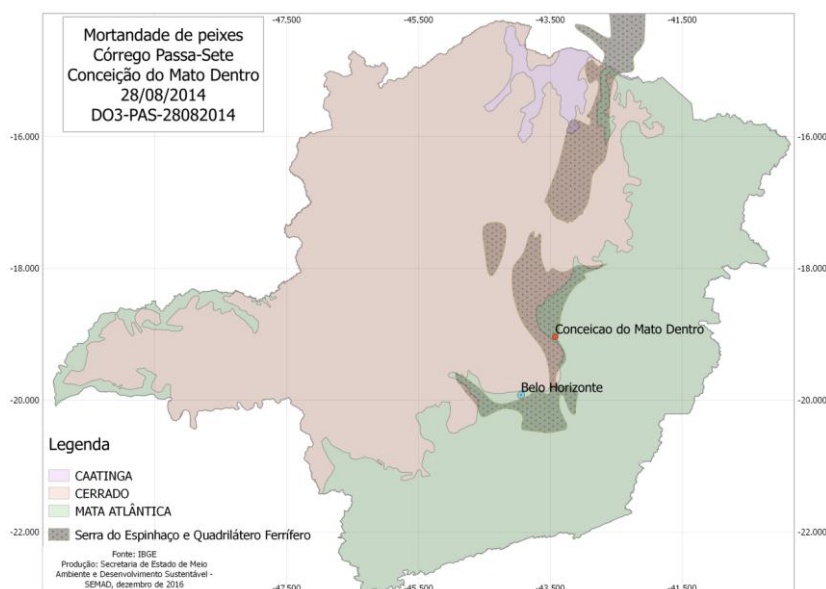 Mortandade de peixes
Córrego Passa-Sete
Conceição do Mato Dentro
28/08/2014
DO3-PAS-28082014
-47.500 -45.500 -43.500 -41.500
-16.000 -16.000
-18.000 -18.000
Conceicao do Mato Dentro
Belo Horizonte
-20.000 -20.000
Legenda
CAATINGA
CERRADO
MATA ATLÂNTICA
Serra do Espinhaço e Quadrilátero Ferrífero
-22.000 -22.000
Fonte: IBGE
Produção: Secretaria de Estado de Meio
Ambiente e Desenvolvimento Sustentável -
SEMAD, dezembro de 2016
-47.500 -45.500 -43.500 -41.500